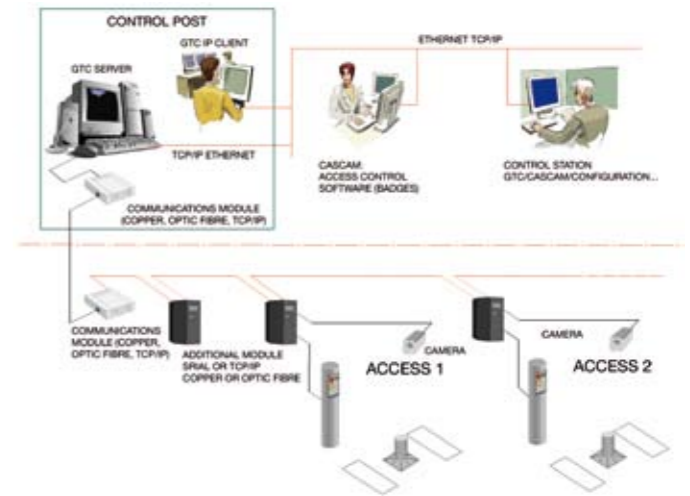 CONTROL POST
GTC IP CLIENT
GTC SERVER
ETHERNET TCP/IP
TCP/IP ETHERNET
CASCAM:
ACCESS CONTROL
SOFTWARE (BADGES)
CONTROL STATION
GTC/CASCAM/CONFIGURATION...
COMMUNICATIONS MODULE
(COPPER, OPTIC FIBRE, TCP/IP)
COMMUNICATIONS
MODULE (COPPER,
OPTIC FIBRE, TCP/IP)
ADDITIONAL MODULE
SRIAL OR TCP/IP
COPPER OR OPTIC FIBRE
CAMERA
ACCESS 1
CAMERA
ACCESS 2